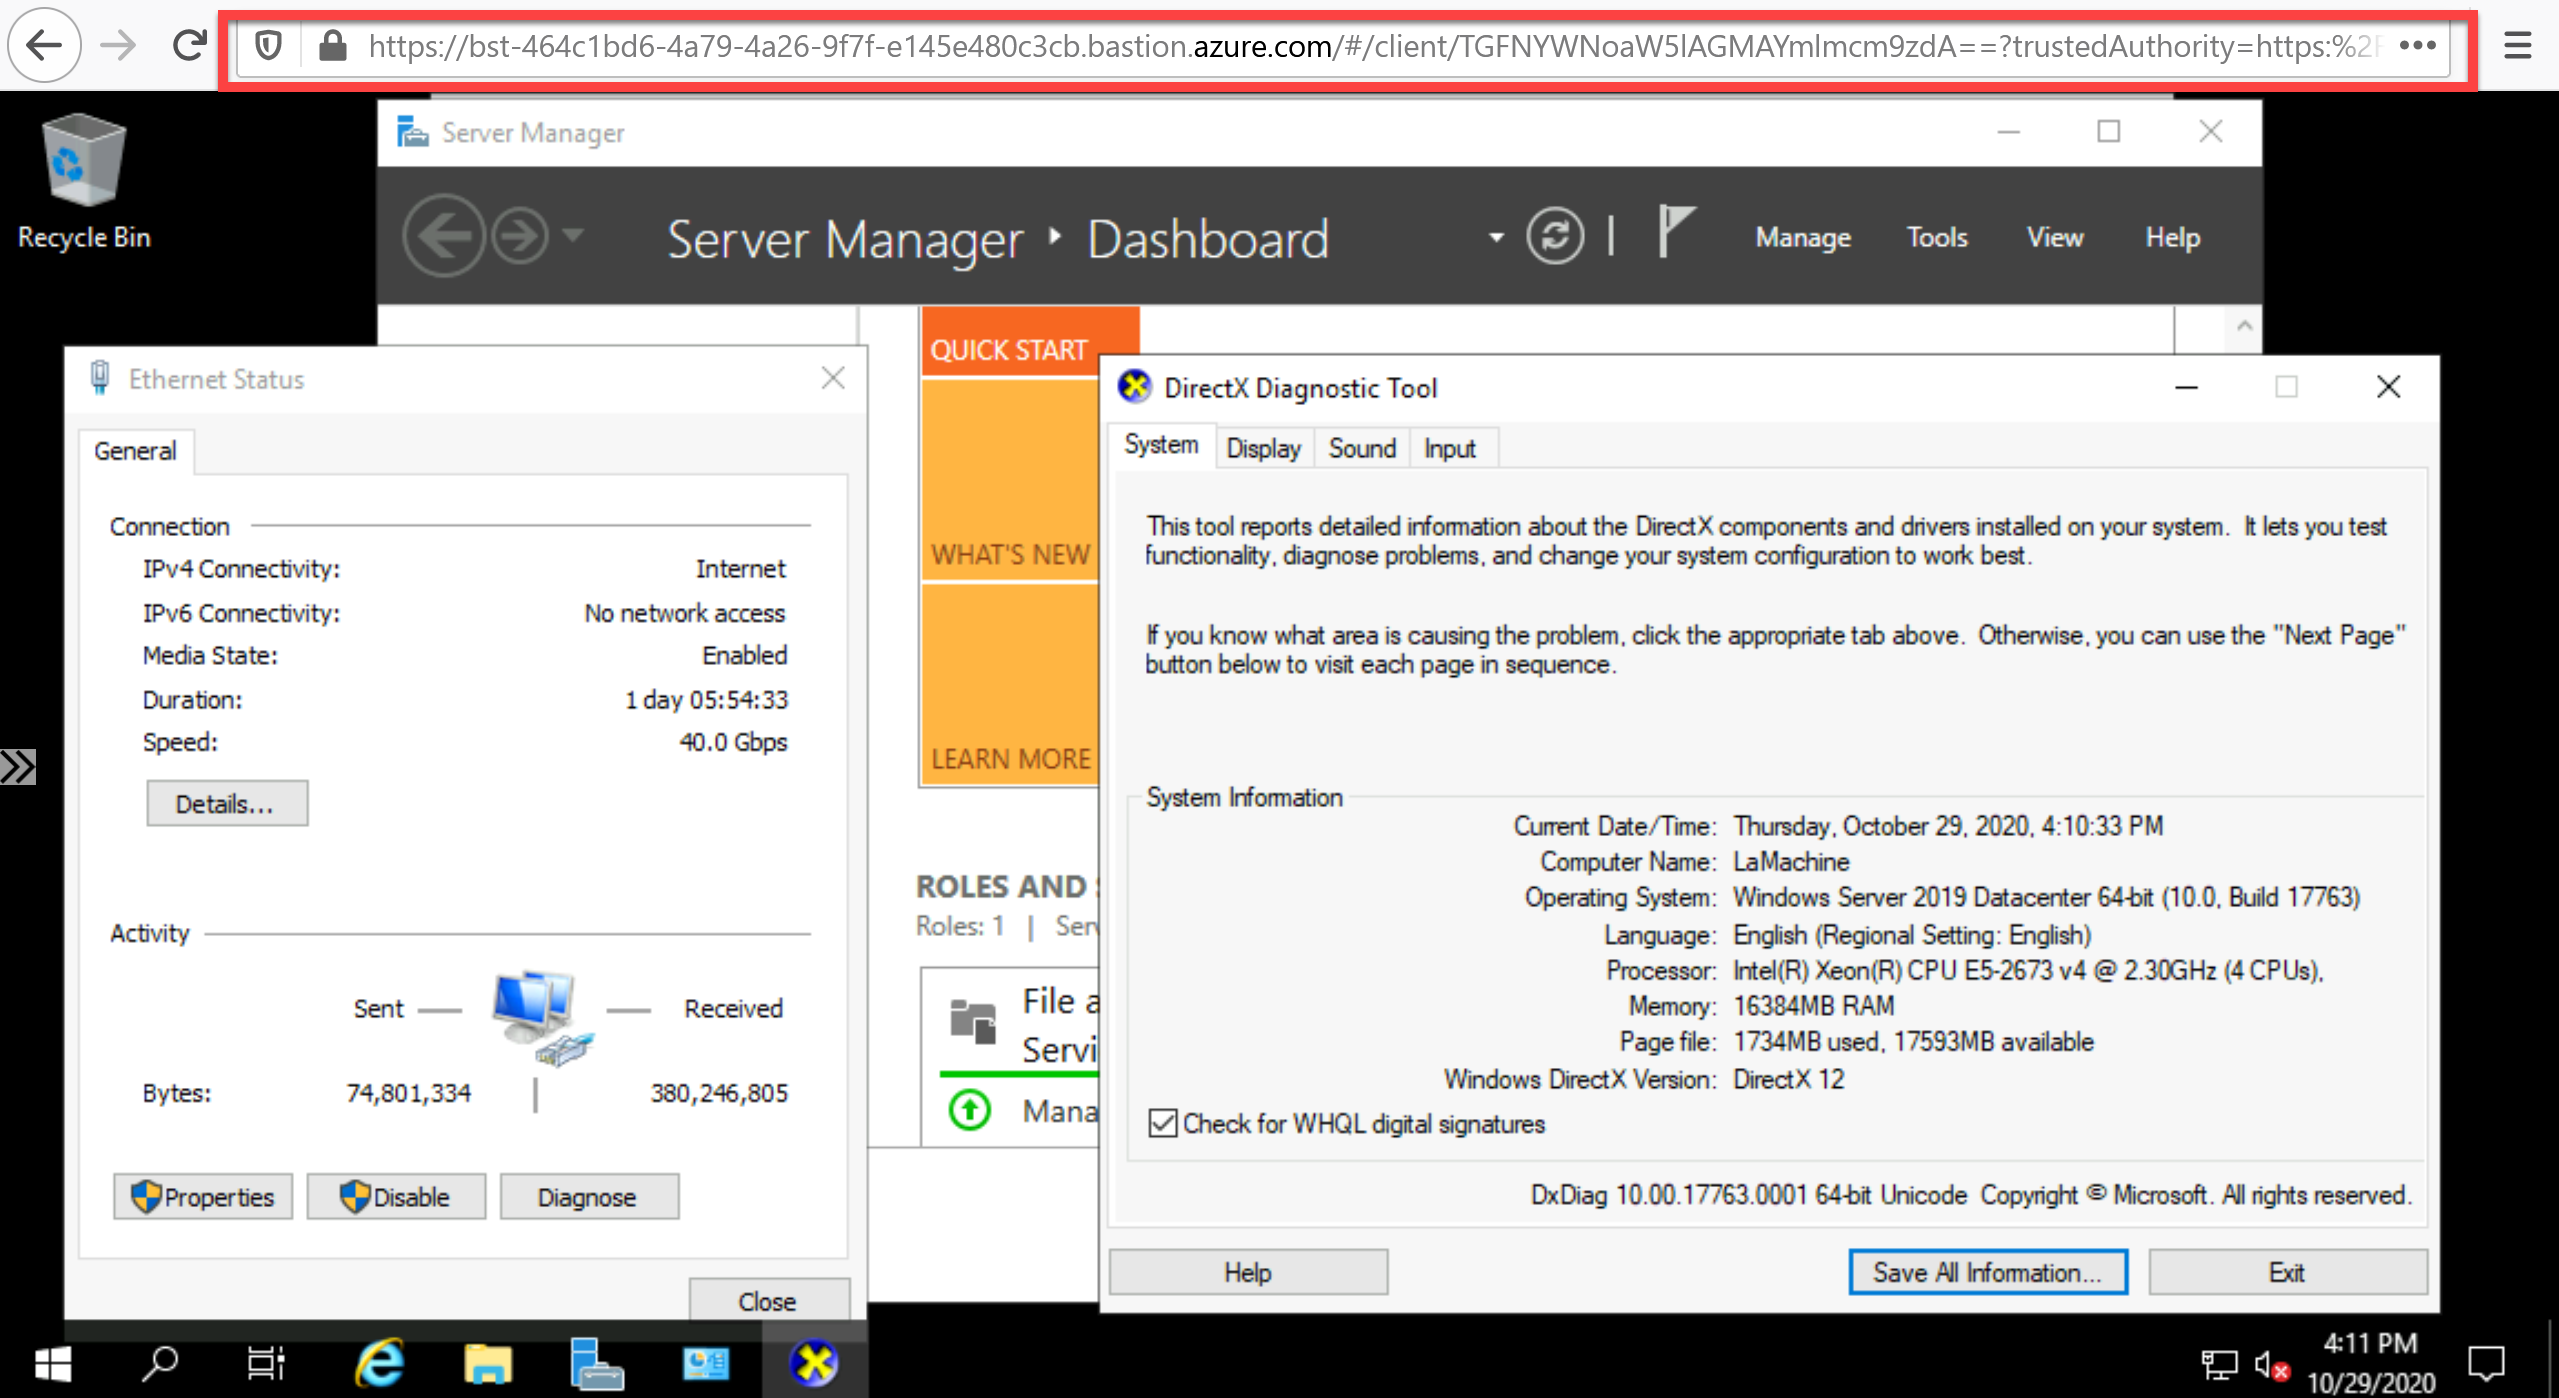 https://bst-464c1bd6-4a79-4a26-9f7f-e145e480c3cb.bastion.azure.com/#/client/TGFNYWNoaW5lAGMAYmlmcm9zdA==?trustedAuthority=https:%2F
Recycle Bin
Server Manager
Server Manager
Dashboard
Manage
Tools
View
Help
QUICK START
WHAT'S NEW
LEARN MORE
ROLES AND
Roles: 1 |
File a
Servi
Mana
Ethernet Status
General
Connection
IPv4 Connectivity: Internet
IPv6 Connectivity: No network access
Media State: Enabled
Duration: 1 day 05:54:33
Speed: 40.0 Gbps
Details...
Activity
Sent
Received
Bytes: 74,801,334 380,246,805
Properties
Disable
Diagnose
Close
DirectX Diagnostic Tool
System
Display
Sound
Input
This tool reports detailed information about the DirectX components and drivers installed on your system. It lets you test
functionality, diagnose problems, and change your system configuration to work best.
If you know what area is causing the problem, click the appropriate tab above. Otherwise, you can use the "Next Page"
button below to visit each page in sequence.
System Information
Current Date/Time: Thursday, October 29, 2020, 4:10:33 PM
Computer Name: LaMachine
Operating System: Windows Server 2019 Datacenter 64-bit (10.0, Build 17763)
Language: English (Regional Setting: English)
Processor: Intel(R) Xeon(R) CPU E5-2673 v4 @ 2.30GHz (4 CPUs),
Memory: 16384MB RAM
Page file: 1734MB used, 17593MB available
Windows DirectX Version: DirectX 12
Check for WHQL digital signatures
DxDiag 10.00.17763.0001 64-bit Unicode Copyright © Microsoft. All rights reserved.
Help
Save All Information...
Exit
4:11 PM
10/29/2020